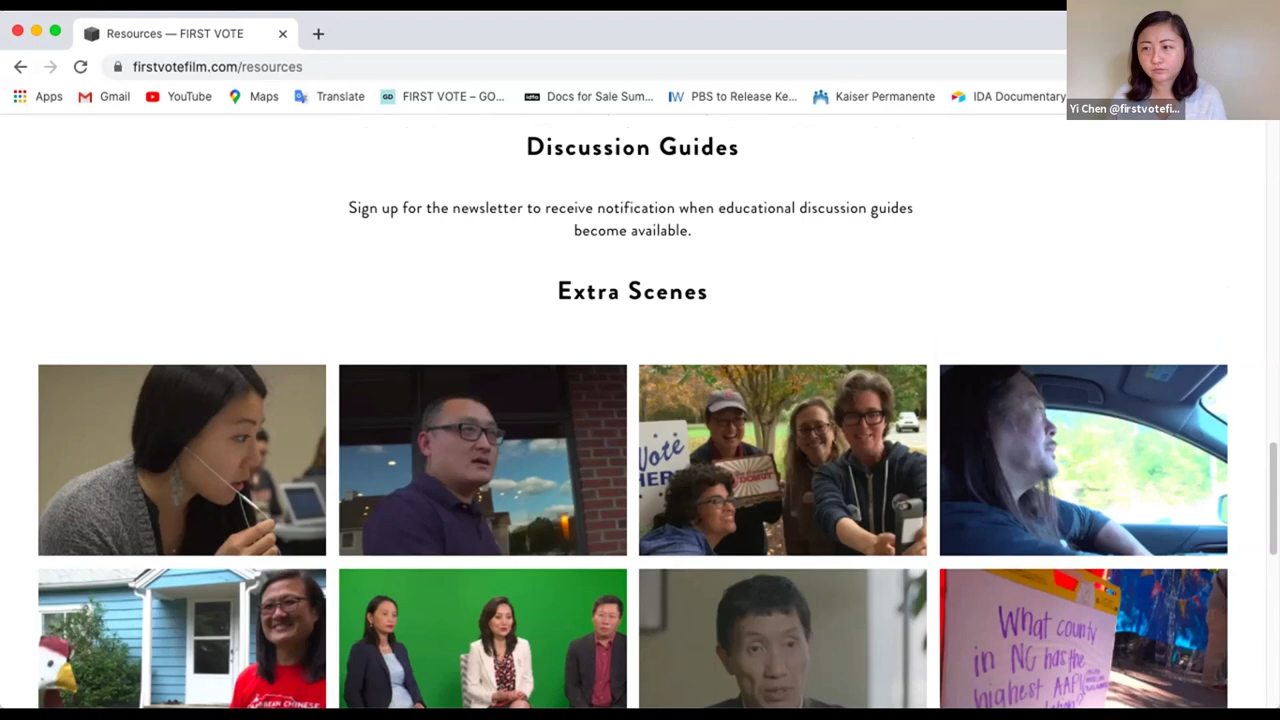 Resources — FIRST VOTE
firstvotefilm.com/resources
Apps Gmail YouTube Maps Translate FIRST VOTE – GO... Docs for Sale Sum... PBS to Release Ke... Kaiser Permanente IDA Documentary
Yi Chen @firstvotefi...
Discussion Guides
Sign up for the newsletter to receive notification when educational discussion guides
become available.
Extra Scenes
Vote
HERE
DONUT
What county
in NC has the
highest AAPI